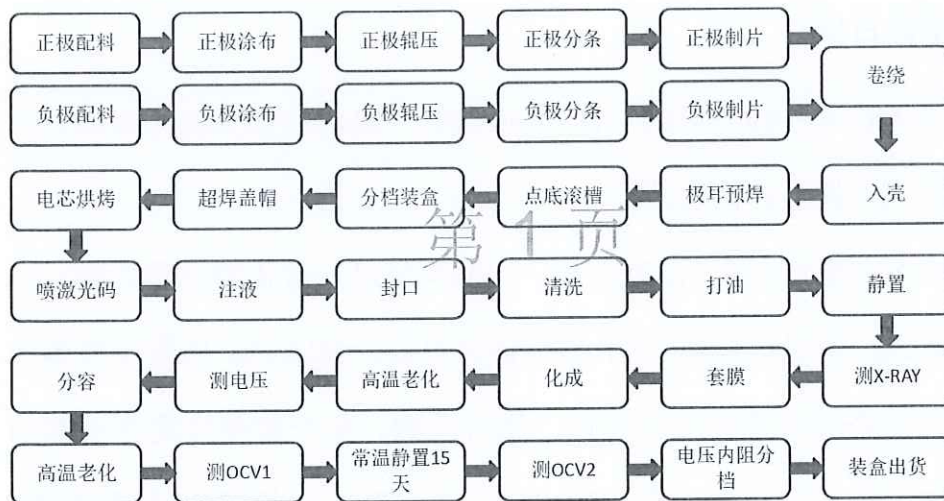 正极配料
正极涂布
正极辊压
正极分条
正极制片
卷绕
负极配料
负极涂布
负极辊压
负极分条
负极制片
电芯烘烤
超焊盖帽
分档装盒
点底滚槽
极耳预焊
入壳
第 1 页
喷激光码
注液
封口
清洗
打油
静置
分容
测电压
高温老化
化成
套膜
测X-RAY
高温老化
测OCV1
常温静置15
天
测OCV2
电压内阻分
档
装盒出货